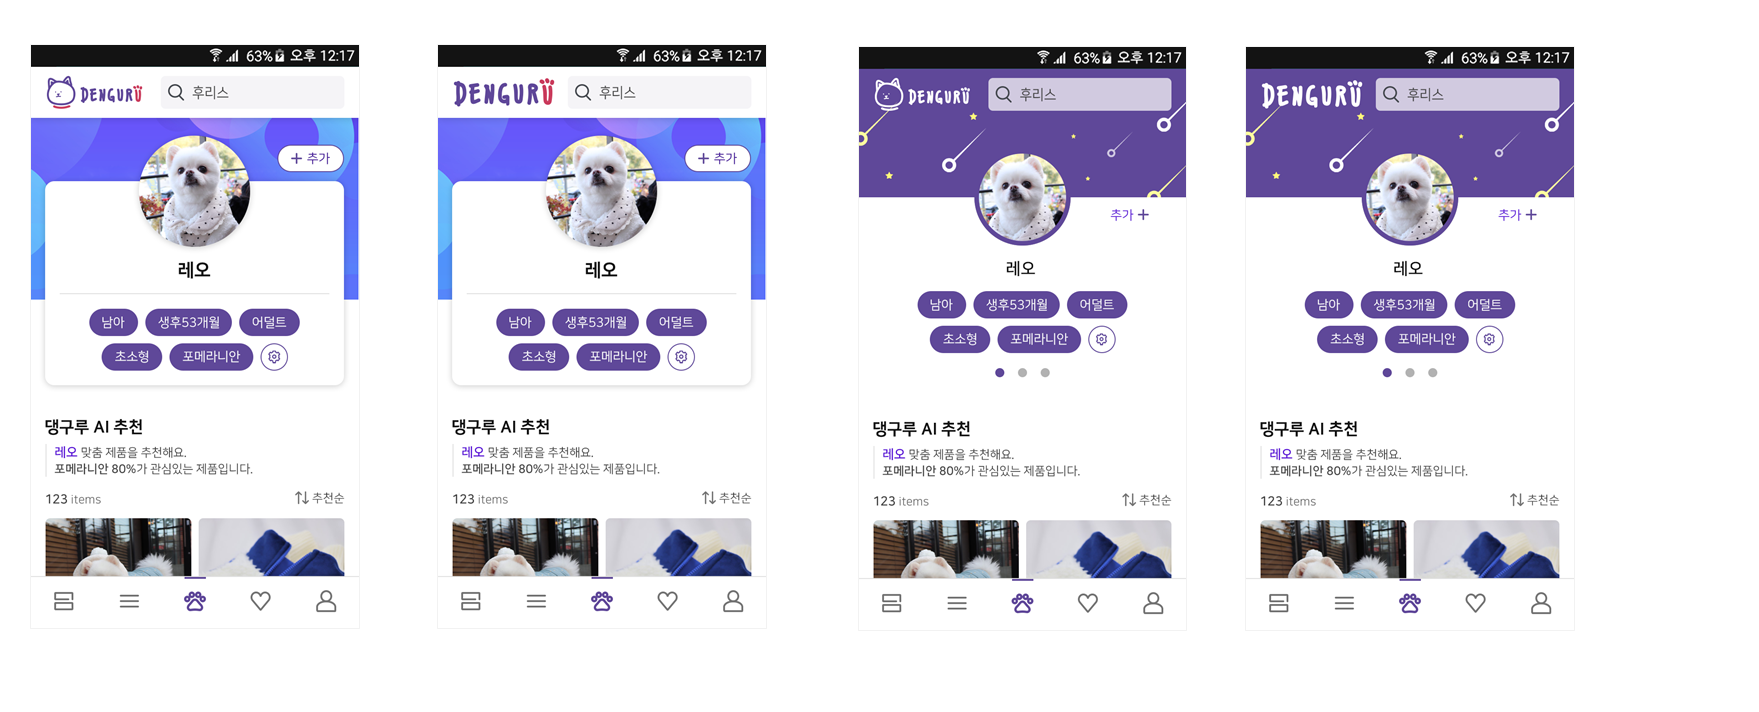 63% 오후 12:17
DENGURU 후리스
+ 추가
레오
남아 생후53개월 어덜트
초소형 포메라니안
댕구루 AI 추천
레오 맞춤 제품을 추천해요.
포메라니안 80%가 관심있는 제품입니다.
123 items 추천순
63% 오후 12:17
DENGURU 후리스
+ 추가
레오
남아 생후53개월 어덜트
초소형 포메라니안
댕구루 AI 추천
레오 맞춤 제품을 추천해요.
포메라니안 80%가 관심있는 제품입니다.
123 items 추천순
63% 오후 12:17
DENGURU 후리스
추가 +
레오
남아 생후53개월 어덜트
초소형 포메라니안
댕구루 AI 추천
레오 맞춤 제품을 추천해요.
포메라니안 80%가 관심있는 제품입니다.
123 items 추천순
63% 오후 12:17
DENGURU 후리스
추가 +
레오
남아 생후53개월 어덜트
초소형 포메라니안
댕구루 AI 추천
레오 맞춤 제품을 추천해요.
포메라니안 80%가 관심있는 제품입니다.
123 items 추천순